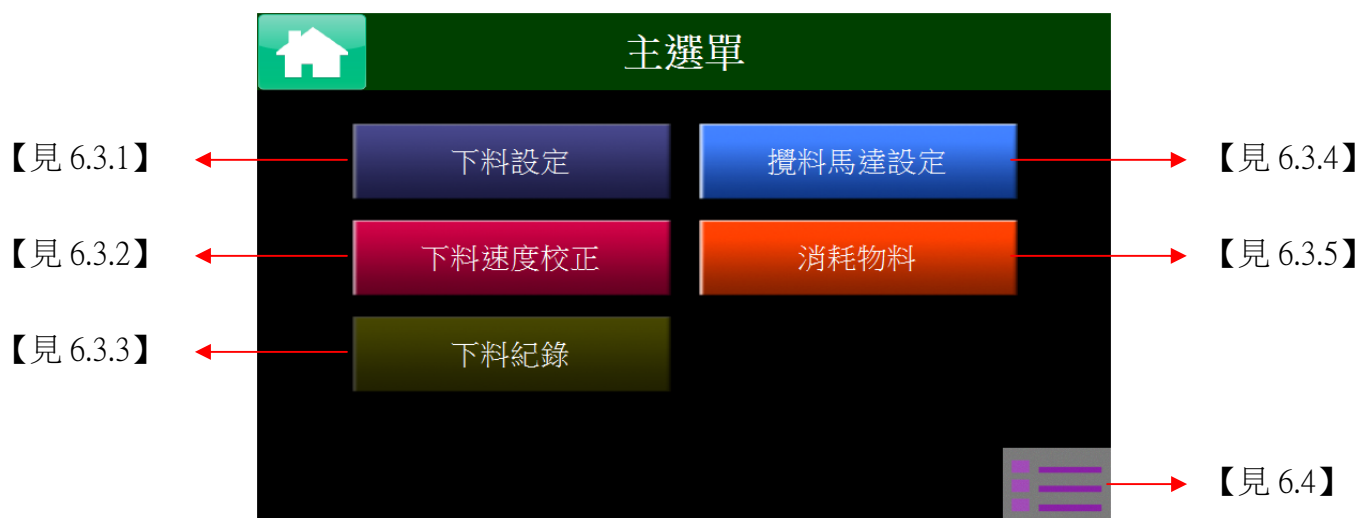 主選單
【見 6.3.1】
下料設定
攪料馬達設定
【見 6.3.4】
【見 6.3.2】
下料速度校正
消耗物料
【見 6.3.5】
【見 6.3.3】
下料紀錄
【見 6.4】